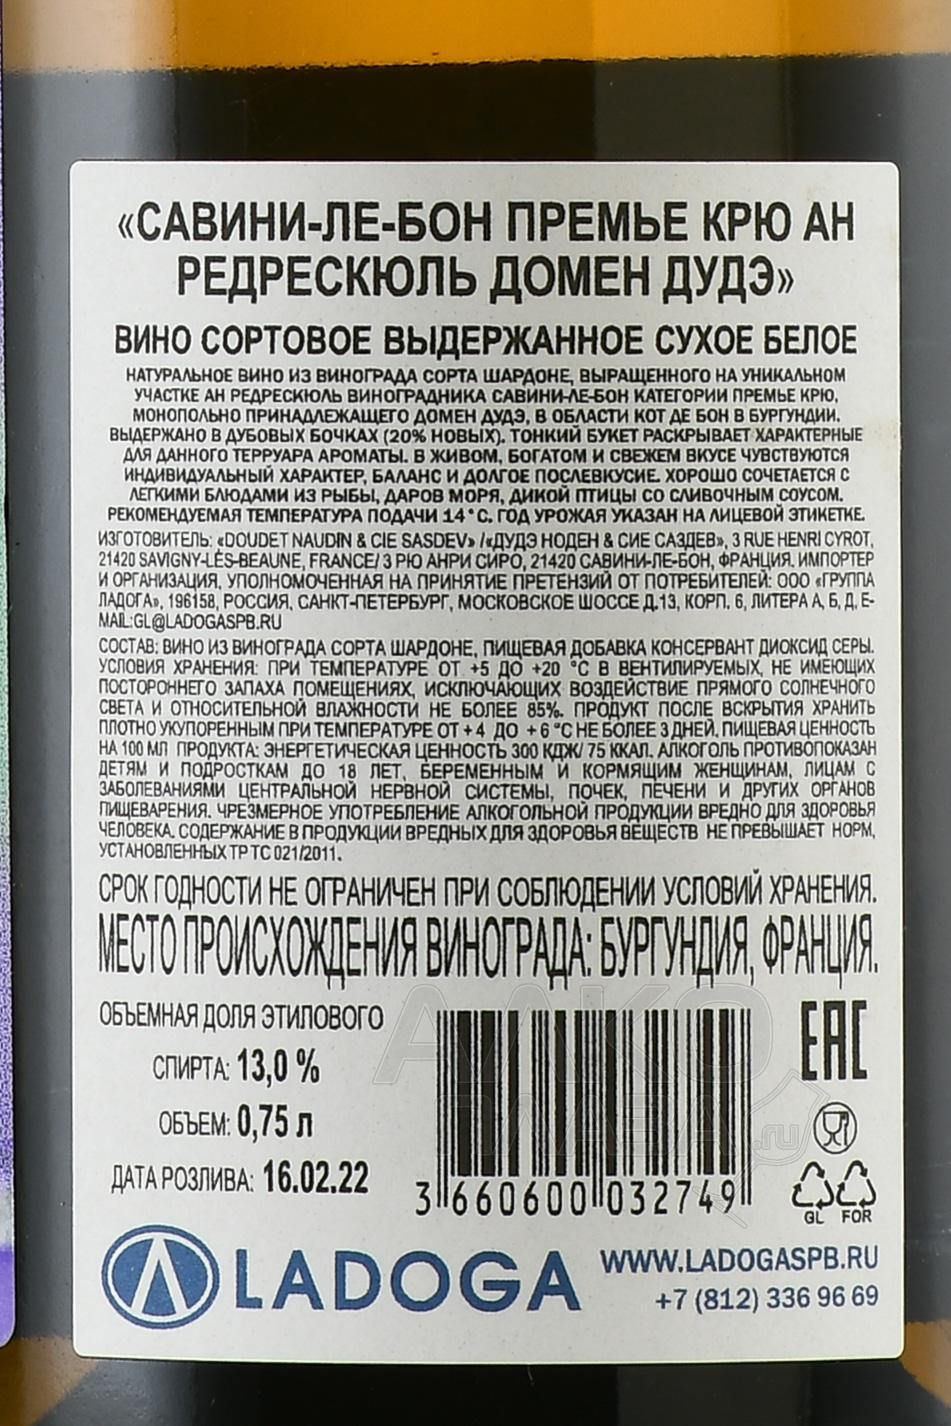 «САВИНИ-ЛЕ-БОН ПРЕМЬЕ КРЮ АН
РЕДРЕСКЮЛЬ ДОМЕН ДУДЭ»
ВИНО СОРТОВОЕ ВЫДЕРЖАННОЕ СУХОЕ БЕЛОЕ
НАТУРАЛЬНОЕ ВИНО ИЗ ВИНОГРАДА СОРТА ШАРДОНЕ, ВЫРАЩЕННОГО НА УНИКАЛЬНОМ
УЧАСТКЕ АН РЕДРЕСКЮЛЬ ВИНОГРАДНИКА САВИНИ-ЛЕ-БОН КАТЕГОРИИ ПРЕМЬЕ КРЮ,
МОНОПОЛЬНО ПРИНАДЛЕЖАЩЕГО ДОМЕН ДУДЭ, В ОБЛАСТИ КОТ ДЕ БОН В БУРГУНДИИ.
ВЫДЕРЖАНО В ДУБОВЫХ БОЧКАХ (20% НОВЫХ). ТОНКИЙ БУКЕТ РАСКРЫВАЕТ ХАРАКТЕРНЫЕ
ДЛЯ ДАННОГО ТЕРРУАРА АРОМАТЫ. В ЖИВОМ, БОГАТОМ И СВЕЖЕМ ВКУСЕ ЧУВСТВУЮТСЯ
ИНДИВИДУАЛЬНЫЙ ХАРАКТЕР, БАЛАНС И ДОЛГОЕ ПОСЛЕВКУСИЕ. ХОРОШО СОЧЕТАЕТСЯ С
ЛЕГКИМИ БЛЮДАМИ ИЗ РЫБЫ, ДАРОВ МОРЯ, ДИКОЙ ПТИЦЫ СО СЛИВОЧНЫМ СОУСОМ.
РЕКОМЕНДУЕМАЯ ТЕМПЕРАТУРА ПОДАЧИ 14°С. ГОД УРОЖАЯ УКАЗАН НА ЛИЦЕВОЙ ЭТИКЕТКЕ.
ИЗГОТОВИТЕЛЬ: «DOUDET NAUDIN & CIE SASDEV» /«ДУДЭ НОДЕН & СИЕ САЗДЕВ», 3 RUE HENRI CYROT,
21420 SAVIGNY-LÈS-BEAUNE, FRANCE/ 3 РЮ АНРИ СИРО, 21420 САВИНИ-ЛЕ-БОН, ФРАНЦИЯ. ИМПОРТЕР
И ОРГАНИЗАЦИЯ, УПОЛНОМОЧЕННАЯ НА ПРИНЯТИЕ ПРЕТЕНЗИЙ ОТ ПОТРЕБИТЕЛЕЙ: ООО «ГРУППА
ЛАДОГА», 196158, РОССИЯ, САНКТ-ПЕТЕРБУРГ, МОСКОВСКОЕ ШОССЕ Д.13, КОРП. 6, ЛИТЕРА А, Б, Д, E-
MAIL:GL@LADOGASPB.RU
СОСТАВ: ВИНО ИЗ ВИНОГРАДА СОРТА ШАРДОНЕ, ПИЩЕВАЯ ДОБАВКА КОНСЕРВАНТ ДИОКСИД СЕРЫ.
УСЛОВИЯ ХРАНЕНИЯ: ПРИ ТЕМПЕРАТУРЕ ОТ +5 ДО +20 °С В ВЕНТИЛИРУЕМЫХ, НЕ ИМЕЮЩИХ
ПОСТОРОННЕГО ЗАПАХА ПОМЕЩЕНИЯХ, ИСКЛЮЧАЮЩИХ ВОЗДЕЙСТВИЕ ПРЯМОГО СОЛНЕЧНОГО
СВЕТА И ОТНОСИТЕЛЬНОЙ ВЛАЖНОСТИ НЕ БОЛЕЕ 85%. ПРОДУКТ ПОСЛЕ ВСКРЫТИЯ ХРАНИТЬ
ПЛОТНО УКУПОРЕННЫМ ПРИ ТЕМПЕРАТУРЕ ОТ +4 ДО +6 °С НЕ БОЛЕЕ 3 ДНЕЙ. ПИЩЕВАЯ ЦЕННОСТЬ
НА 100 МЛ ПРОДУКТА: ЭНЕРГЕТИЧЕСКАЯ ЦЕННОСТЬ 300 КДЖ/ 75 ККАЛ. АЛКОГОЛЬ ПРОТИВОПОКАЗАН
ДЕТЯМ И ПОДРОСТКАМ ДО 18 ЛЕТ, БЕРЕМЕННЫМ И КОРМЯЩИМ ЖЕНЩИНАМ, ЛИЦАМ С
ЗАБОЛЕВАНИЯМИ ЦЕНТРАЛЬНОЙ НЕРВНОЙ СИСТЕМЫ, ПОЧЕК, ПЕЧЕНИ И ДРУГИХ ОРГАНОВ
ПИЩЕВАРЕНИЯ. ЧРЕЗМЕРНОЕ УПОТРЕБЛЕНИЕ АЛКОГОЛЬНОЙ ПРОДУКЦИИ ВРЕДНО ДЛЯ ЗДОРОВЬЯ
ЧЕЛОВЕКА. СОДЕРЖАНИЕ В ПРОДУКЦИИ ВРЕДНЫХ ДЛЯ ЗДОРОВЬЯ ВЕЩЕСТВ НЕ ПРЕВЫШАЕТ НОРМ,
УСТАНОВЛЕННЫХ ТР ТС 021/2011.
СРОК ГОДНОСТИ НЕ ОГРАНИЧЕН ПРИ СОБЛЮДЕНИИ УСЛОВИЙ ХРАНЕНИЯ.
МЕСТО ПРОИСХОЖДЕНИЯ ВИНОГРАДА: БУРГУНДИЯ, ФРАНЦИЯ.
ОБЪЕМНАЯ ДОЛЯ ЭТИЛОВОГО
СПИРТА: 13,0 %
ОБЪЕМ: 0,75 л
ДАТА РОЗЛИВА: 16.02.22
3 660600 032749
ЕАС
GL FOR
АЛКО
МАЕВА.ru
LADOGA
WWW.LADOGASPB.RU
+7 (812) 336 96 69